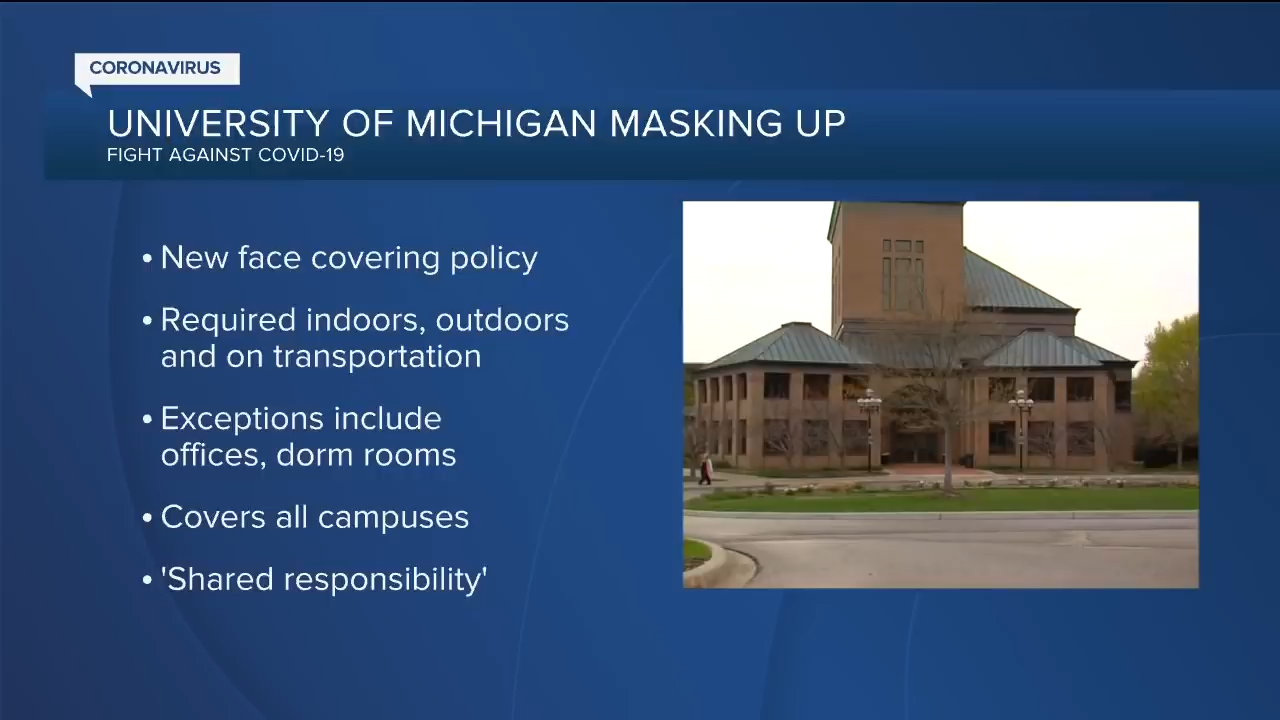 CORONAVIRUS
UNIVERSITY OF MICHIGAN MASKING UP
FIGHT AGAINST COVID-19
• New face covering policy
• Required indoors, outdoors
and on transportation
• Exceptions include
offices, dorm rooms
• Covers all campuses
• 'Shared responsibility'